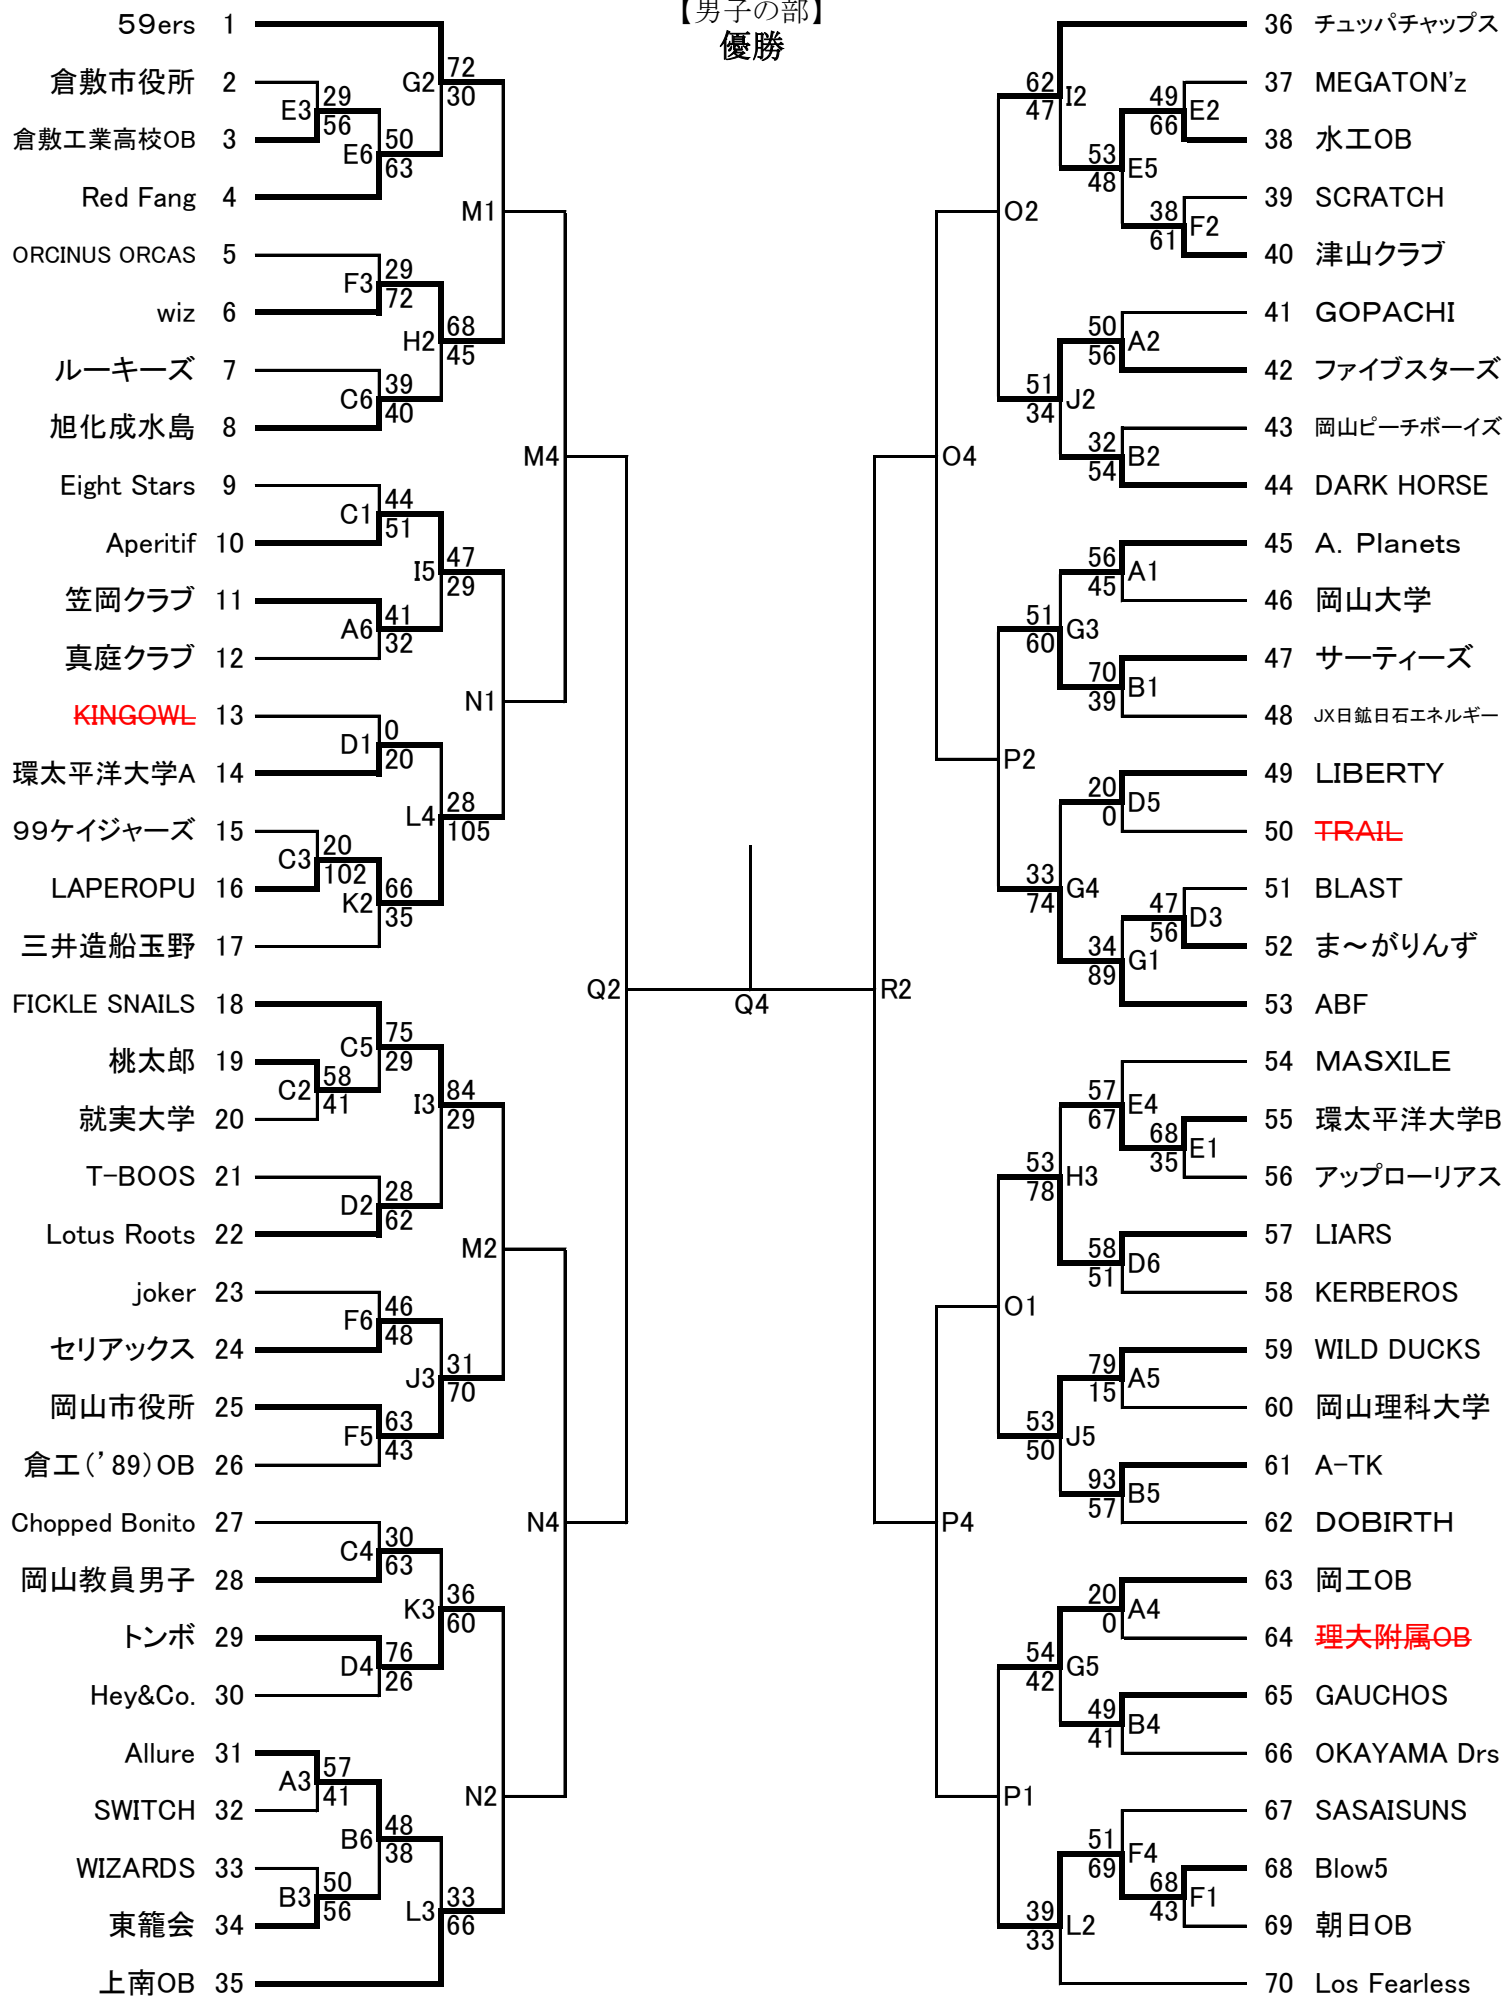 【男子の部】
優勝
59ers 1
倉敷市役所 2
倉敷工業高校OB 3
Red Fang 4
ORCINUS ORCAS 5
wiz 6
ルーキーズ 7
旭化成水島 8
Eight Stars 9
Aperitif 10
笠岡クラブ 11
真庭クラブ 12
KINGOWL 13
環太平洋大学A 14
99ケイジャーズ 15
LAPEROPU 16
三井造船玉野 17
FICKLE SNAILS 18
桃太郎 19
就実大学 20
T-BOOS 21
Lotus Roots 22
joker 23
セリアックス 24
岡山市役所 25
倉工('89)OB 26
Chopped Bonito 27
岡山教員男子 28
トンボ 29
Hey&Co. 30
Allure 31
SWITCH 32
WIZARDS 33
東籠会 34
上南OB 35
E3 29 56
C3 20 102
C2 58 41
A3 57 41
B3 50 56
E6 50 63
F3 29 72
C6 39 40
C1 44 51
A6 41 32
D1 0 20
K2 66 35
C5 75 29
D2 28 62
F6 46 48
F5 63 43
C4 30 63
D4 76 26
B6 48 38
G2 72 30
H2 68 45
I5 47 29
L4 28 105
I3 84 29
J3 31 70
K3 36 60
L3 33 66
M1
N1
M2
N2
M4
N4
Q2
Q4
R2
O4
P4
O2
P2
O1
P1
62 47 I2
51 34 J2
51 60 G3
33 74 G4
53 78 H3
53 50 J5
54 42 G5
39 33 L2
53 48 E5
50 56 A2
32 54 B2
56 45 A1
70 39 B1
20 0 D5
34 89 G1
57 67 E4
58 51 D6
79 15 A5
93 57 B5
20 0 A4
49 41 B4
51 69 F4
49 66 E2
38 61 F2
47 56 D3
68 35 E1
68 43 F1
36 チュッパチャップス
37 MEGATON'z
38 水工OB
39 SCRATCH
40 津山クラブ
41 GOPACHI
42 ファイブスターズ
43 岡山ピーチボーイズ
44 DARK HORSE
45 A. Planets
46 岡山大学
47 サーティーズ
48 JX日鉱日石エネルギー
49 LIBERTY
50 TRAIL
51 BLAST
52 ま～がりんず
53 ABF
54 MASXILE
55 環太平洋大学B
56 アップローリアス
57 LIARS
58 KERBEROS
59 WILD DUCKS
60 岡山理科大学
61 A-TK
62 DOBIRTH
63 岡工OB
64 理大附属OB
65 GAUCHOS
66 OKAYAMA Drs
67 SASAISUNS
68 Blow5
69 朝日OB
70 Los Fearless